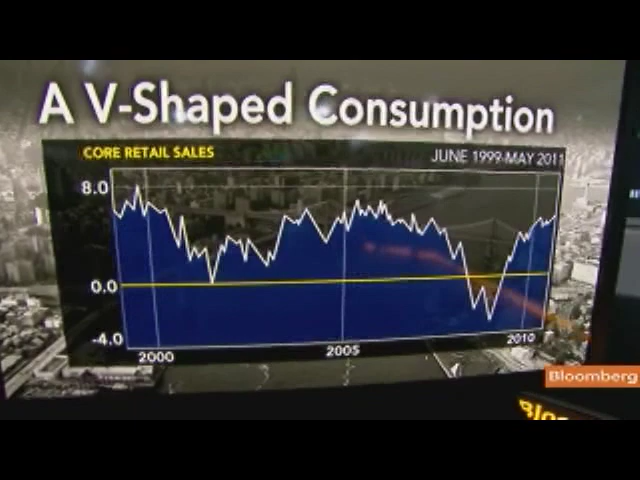 A V-Shaped Consumption
CORE RETAIL SALES
JUNE 1999-MAY 2011
8.0
0.0
-4.0
2000
2005
2010
Bloomberg